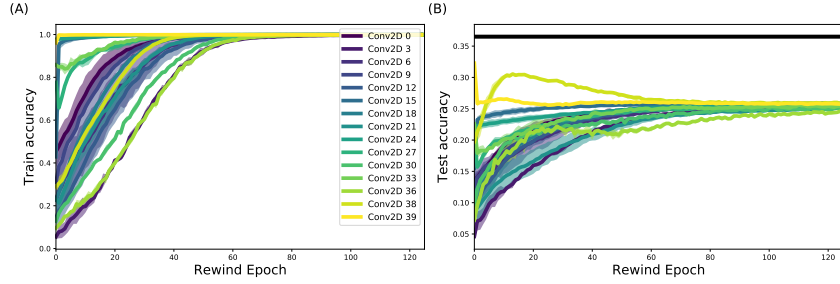 (A)
Train accuracy
1.0
0.8
0.6
0.4
0.2
0.0
0
20
40
60
80
100
120
Rewind Epoch
Conv2D 0
Conv2D 3
Conv2D 6
Conv2D 9
Conv2D 12
Conv2D 15
Conv2D 18
Conv2D 21
Conv2D 24
Conv2D 27
Conv2D 30
Conv2D 33
Conv2D 36
Conv2D 38
Conv2D 39
(B)
Test accuracy
0.35
0.30
0.25
0.20
0.15
0.10
0.05
0
20
40
60
80
100
120
Rewind Epoch